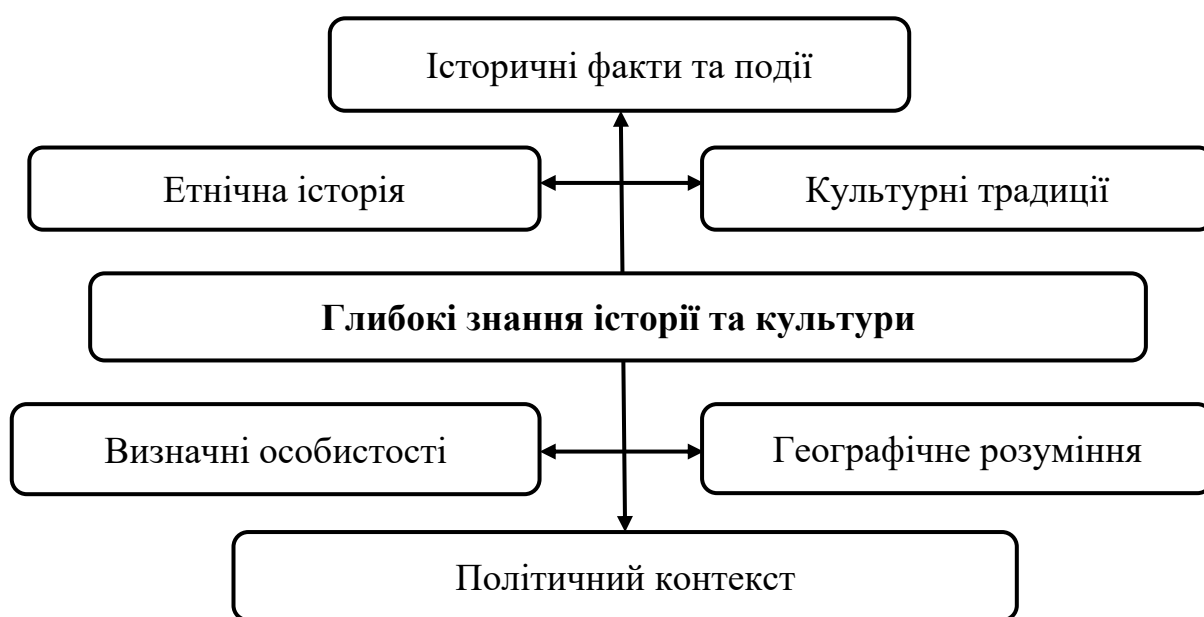 Історичні факти та події
Етнічна історія
Культурні традиції
Глибокі знання історії та культури
Визначні особистості
Географічне розуміння
Політичний контекст